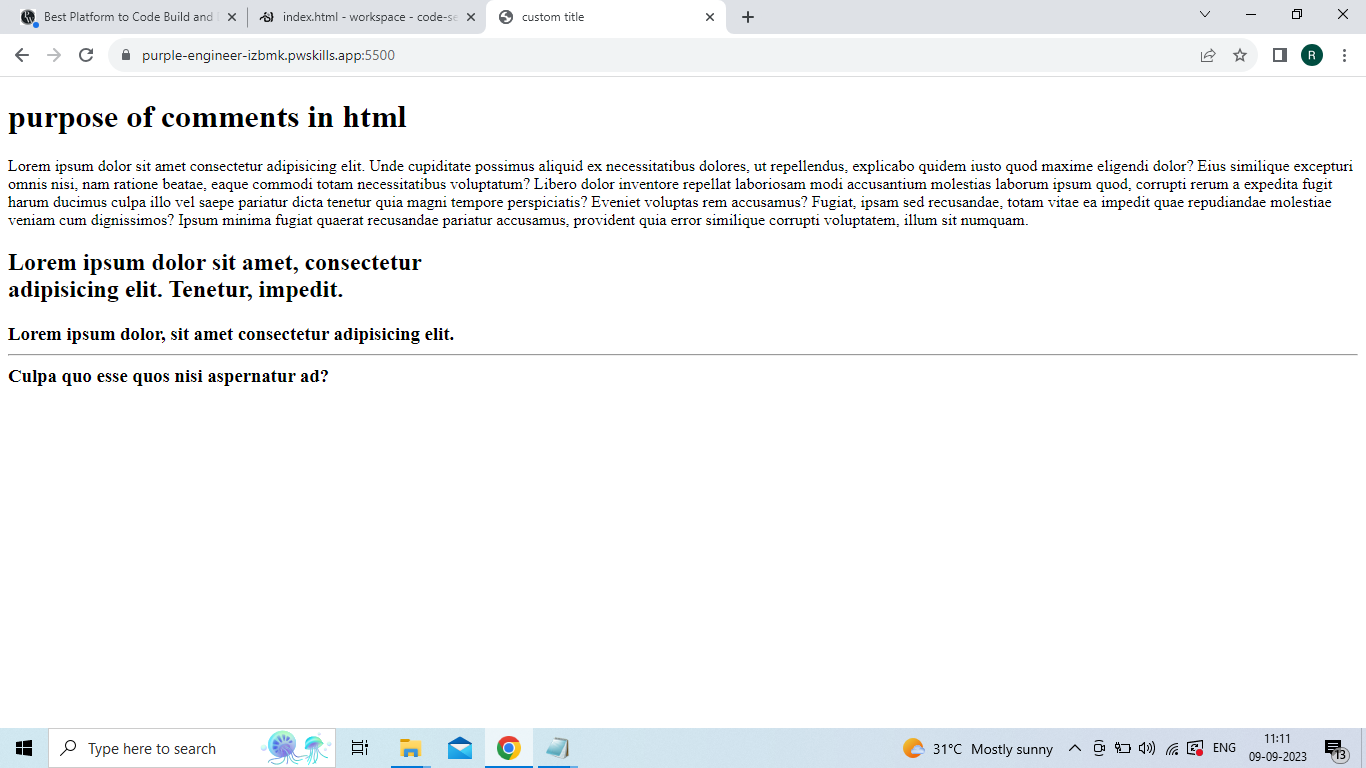 Best Platform to Code Build and
index.html - workspace - code-se
custom title
purple-engineer-izbmk.pwskills.app:5500
R
purpose of comments in html
Lorem ipsum dolor sit amet consectetur adipisicing elit. Unde cupiditate possimus aliquid ex necessitatibus dolores, ut repellendus, explicabo quidem iusto quod maxime eligendi dolor? Eius similique excepturi
omnis nisi, nam ratione beatae, eaque commodi totam necessitatibus voluptatum? Libero dolor inventore repellat laboriosam modi accusantium molestias laborum ipsum quod, corrupti rerum a expedita fugit
harum ducimus culpa illo vel saepe pariatur dicta tenetur quia magni tempore perspiciatis? Eveniet voluptas rem accusamus? Fugiat, ipsam sed recusandae, totam vitae ea impedit quae repudiandae molestiae
veniam cum dignissimos? Ipsum minima fugiat quaerat recusandae pariatur accusamus, provident quia error similique corrupti voluptatem, illum sit numquam.
Lorem ipsum dolor sit amet, consectetur
adipisicing elit. Tenetur, impedit.
Lorem ipsum dolor, sit amet consectetur adipisicing elit.
Culpa quo esse quos nisi aspernatur ad?
Type here to search
31°C Mostly sunny
ENG
11:11
09-09-2023
13